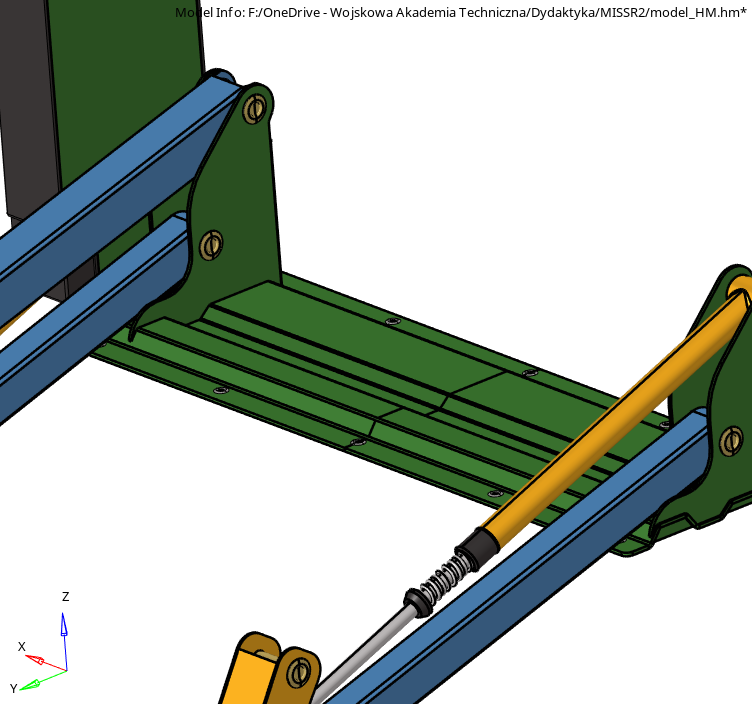 Model Info: F:/OneDrive - Wojskowa Akademia Techniczna/Dydaktyka/MISSR2/model_HM.hm*
Z
X
Y